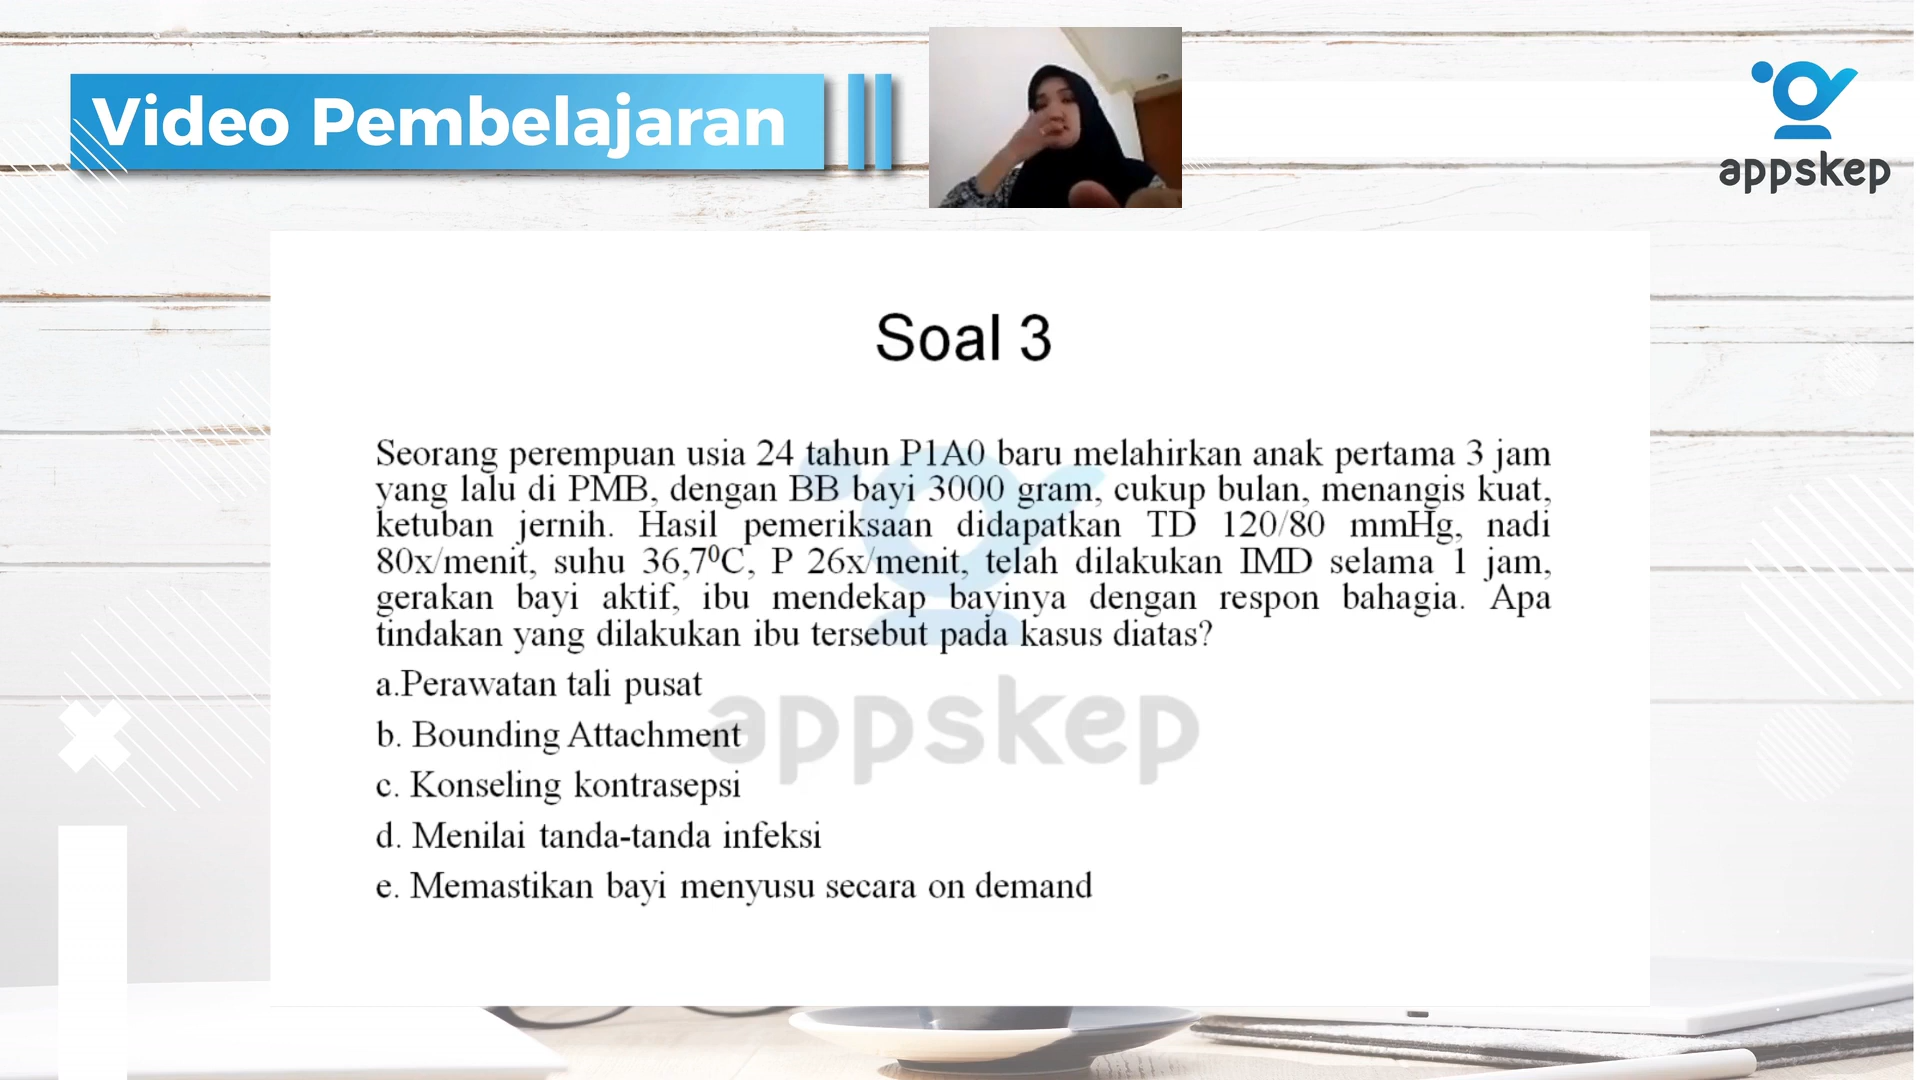 Video Pembelajaran
appskep
Soal 3
Seorang perempuan usia 24 tahun P1A0 baru melahirkan anak pertama 3 jam
yang lalu di PMB, dengan BB bayi 3000 gram, cukup bulan, menangis kuat,
ketuban jernih. Hasil pemeriksaan didapatkan TD 120/80 mmHg, nadi
80x/menit, suhu 36,7⁰C, P 26x/menit, telah dilakukan IMD selama 1 jam,
gerakan bayi aktif, ibu mendekap bayinya dengan respon bahagia. Apa
tindakan yang dilakukan ibu tersebut pada kasus diatas?
a.Perawatan tali pusat
b. Bounding Attachment
c. Konseling kontrasepsi
d. Menilai tanda-tanda infeksi
e. Memastikan bayi menyusu secara on demand
appskep